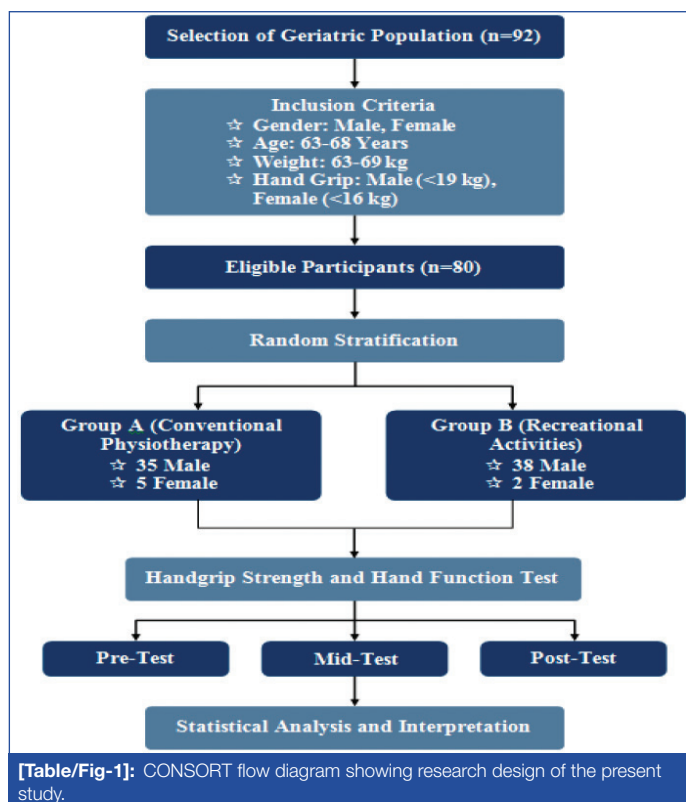 Selection of Geriatric Population (n=92)
Inclusion Criteria
☆ Gender: Male, Female
☆ Age: 63-68 Years
☆ Weight: 63-69 kg
☆ Hand Grip: Male (<19 kg),
Female (<16 kg)
Eligible Participants (n=80)
Random Stratification
Group A (Conventional
Physiotherapy)
☆ 35 Male
☆ 5 Female
Group B (Recreational
Activities)
☆ 38 Male
☆ 2 Female
Handgrip Strength and Hand Function Test
Pre-Test
Mid-Test
Post-Test
Statistical Analysis and Interpretation
[Table/Fig-1]: CONSORT flow diagram showing research design of the present
study.